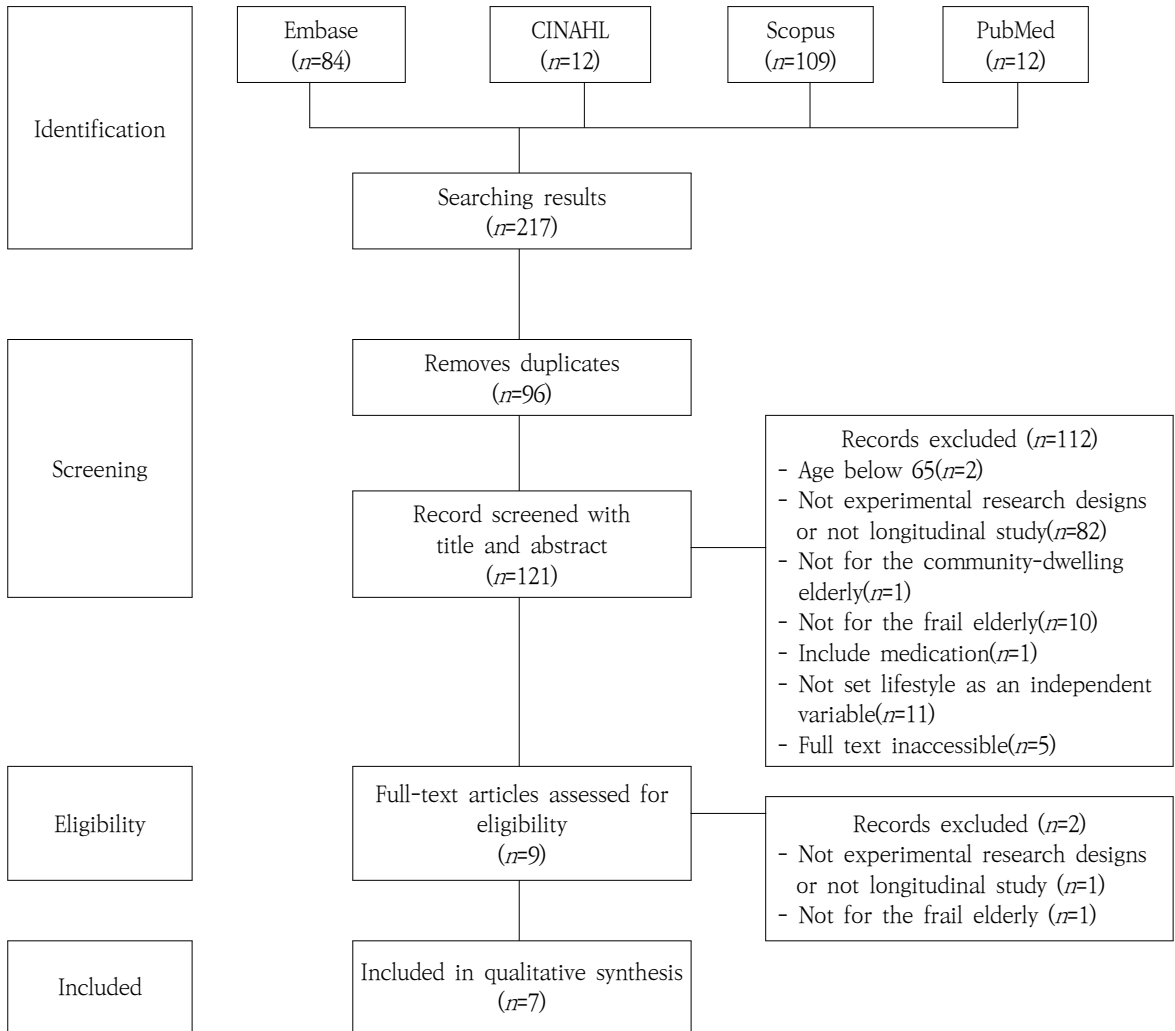 Identification
Embase
(n=84)
CINAHL
(n=12)
Scopus
(n=109)
PubMed
(n=12)
Searching results
(n=217)
Screening
Removes duplicates
(n=96)
Record screened with
title and abstract
(n=121)
Records excluded (n=112)
- Age below 65(n=2)
- Not experimental research designs
or not longitudinal study(n=82)
- Not for the community-dwelling
elderly(n=1)
- Not for the frail elderly(n=10)
- Include medication(n=1)
- Not set lifestyle as an independent
variable(n=11)
- Full text inaccessible(n=5)
Eligibility
Full-text articles assessed for
eligibility
(n=9)
Records excluded (n=2)
- Not experimental research designs
or not longitudinal study (n=1)
- Not for the frail elderly (n=1)
Included
Included in qualitative synthesis
(n=7)